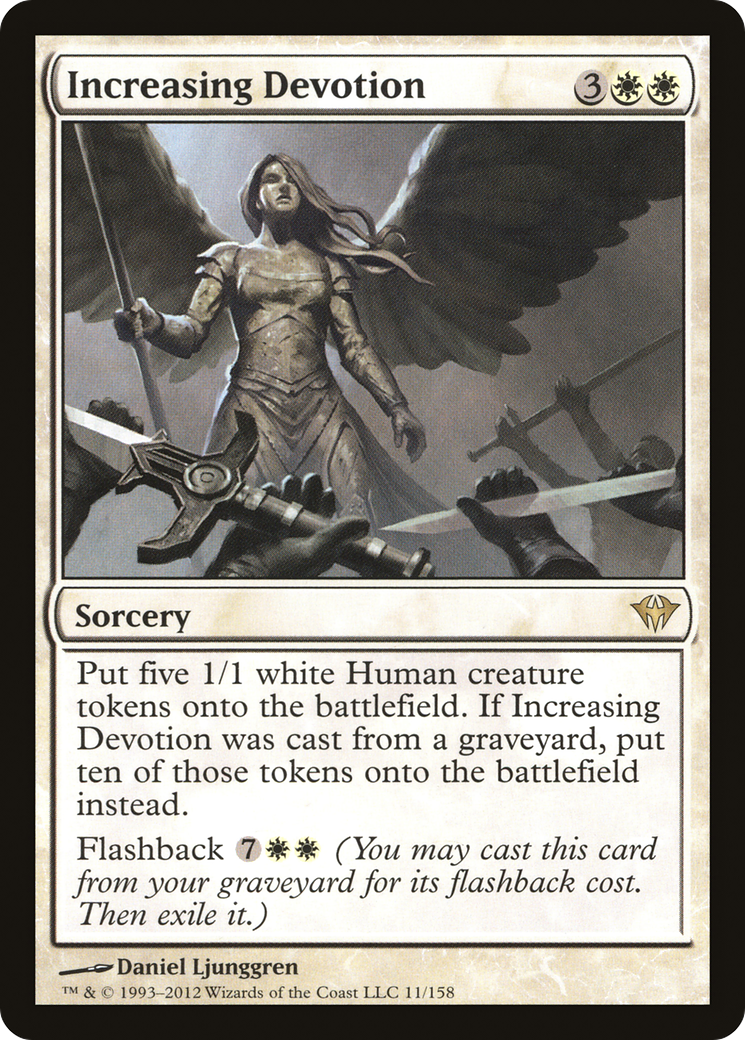 Increasing Devotion 3
Sorcery
Put five 1/1 white Human creature
tokens onto the battlefield. If Increasing
Devotion was cast from a graveyard, put
ten of those tokens onto the battlefield
instead.
Flashback 7 (You may cast this card
from your graveyard for its flashback cost.
Then exile it.)
Daniel Ljunggren
™ & © 1993–2012 Wizards of the Coast LLC 11/158